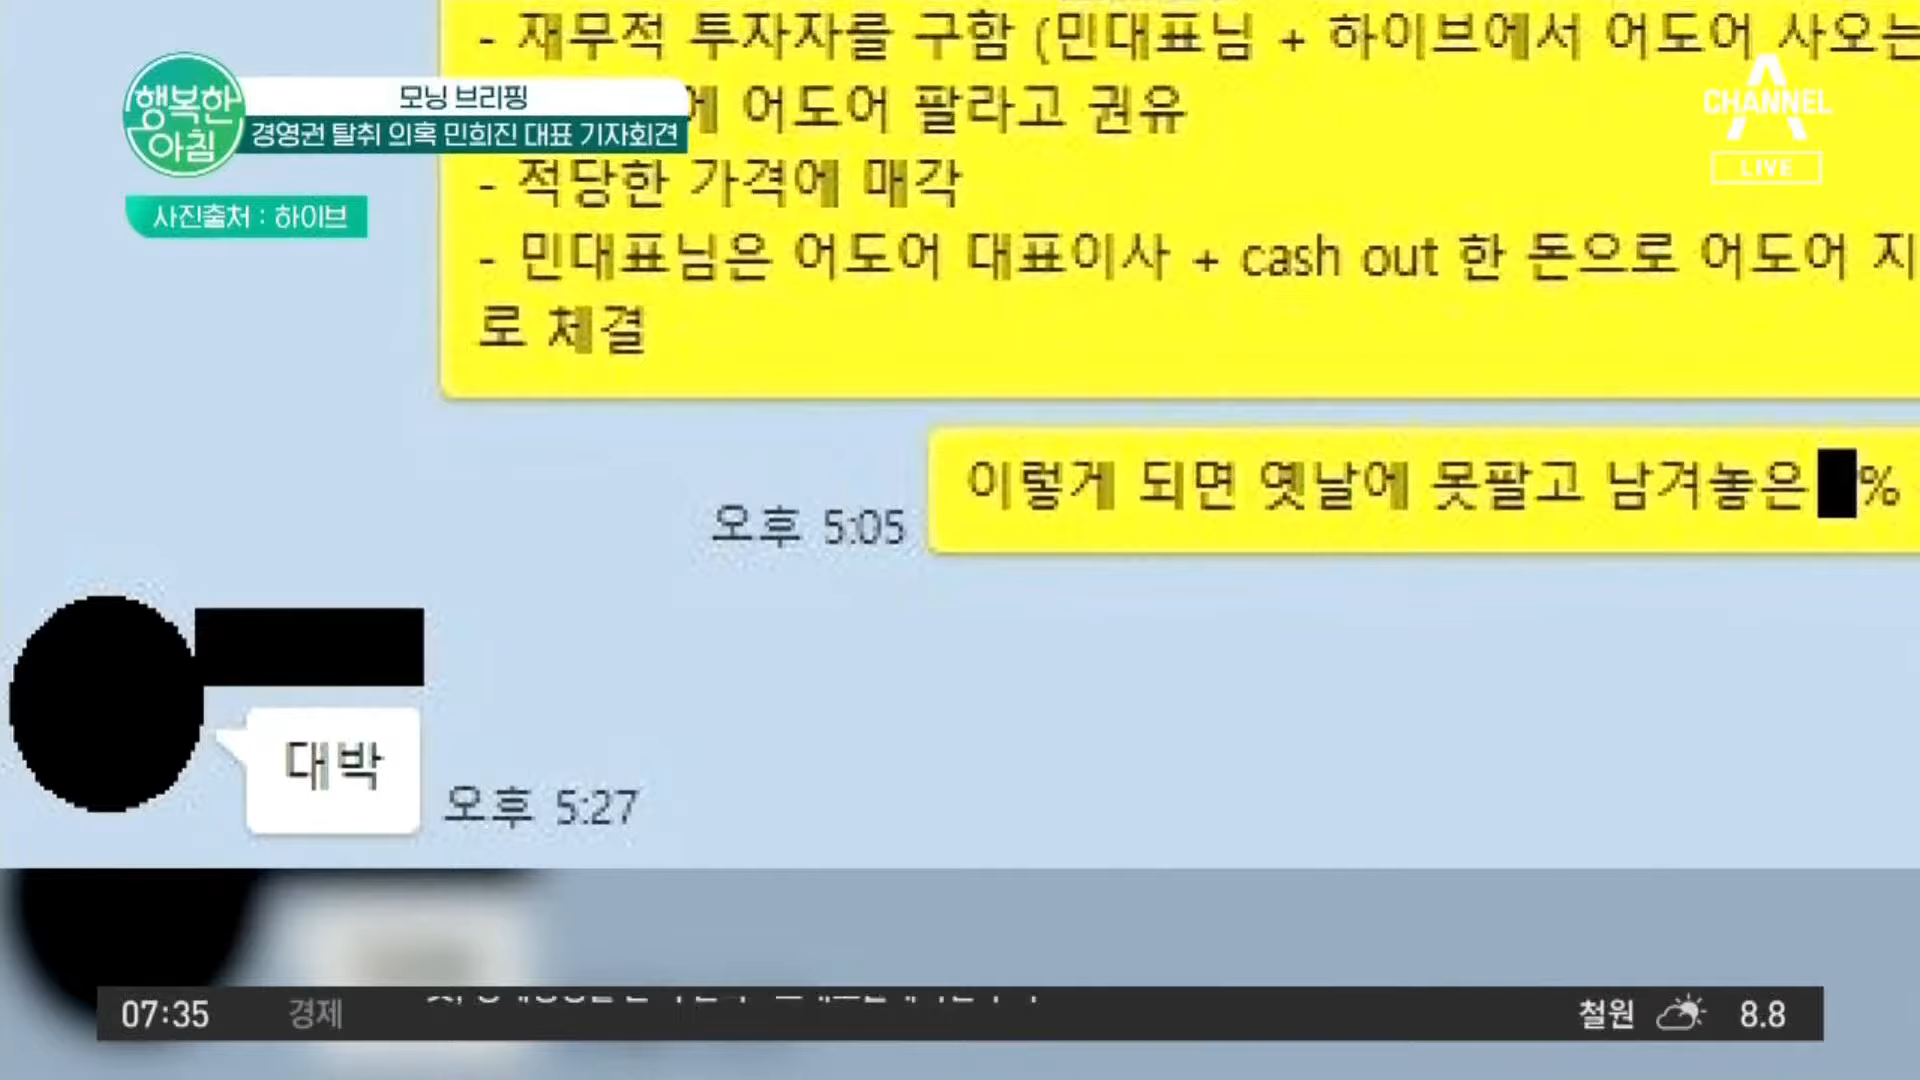 - 재무적 투자자를 구함 (민대표님 + 하이브에서 어도어 사오는
에 어도어 팔라고 권유
- 적당한 가격에 매각
- 민대표님은 어도어 대표이사 + cash out 한 돈으로 어도어 지
로 체결
행복한
아침
모닝 브리핑
경영권 탈취 의혹 민희진 대표 기자회견
사진출처 : 하이브
CHANNEL
LIVE
이렇게 되면 옛날에 못팔고 남겨놓은 %
오후 5:05
대박
오후 5:27
07:35 경제
철원 8.8